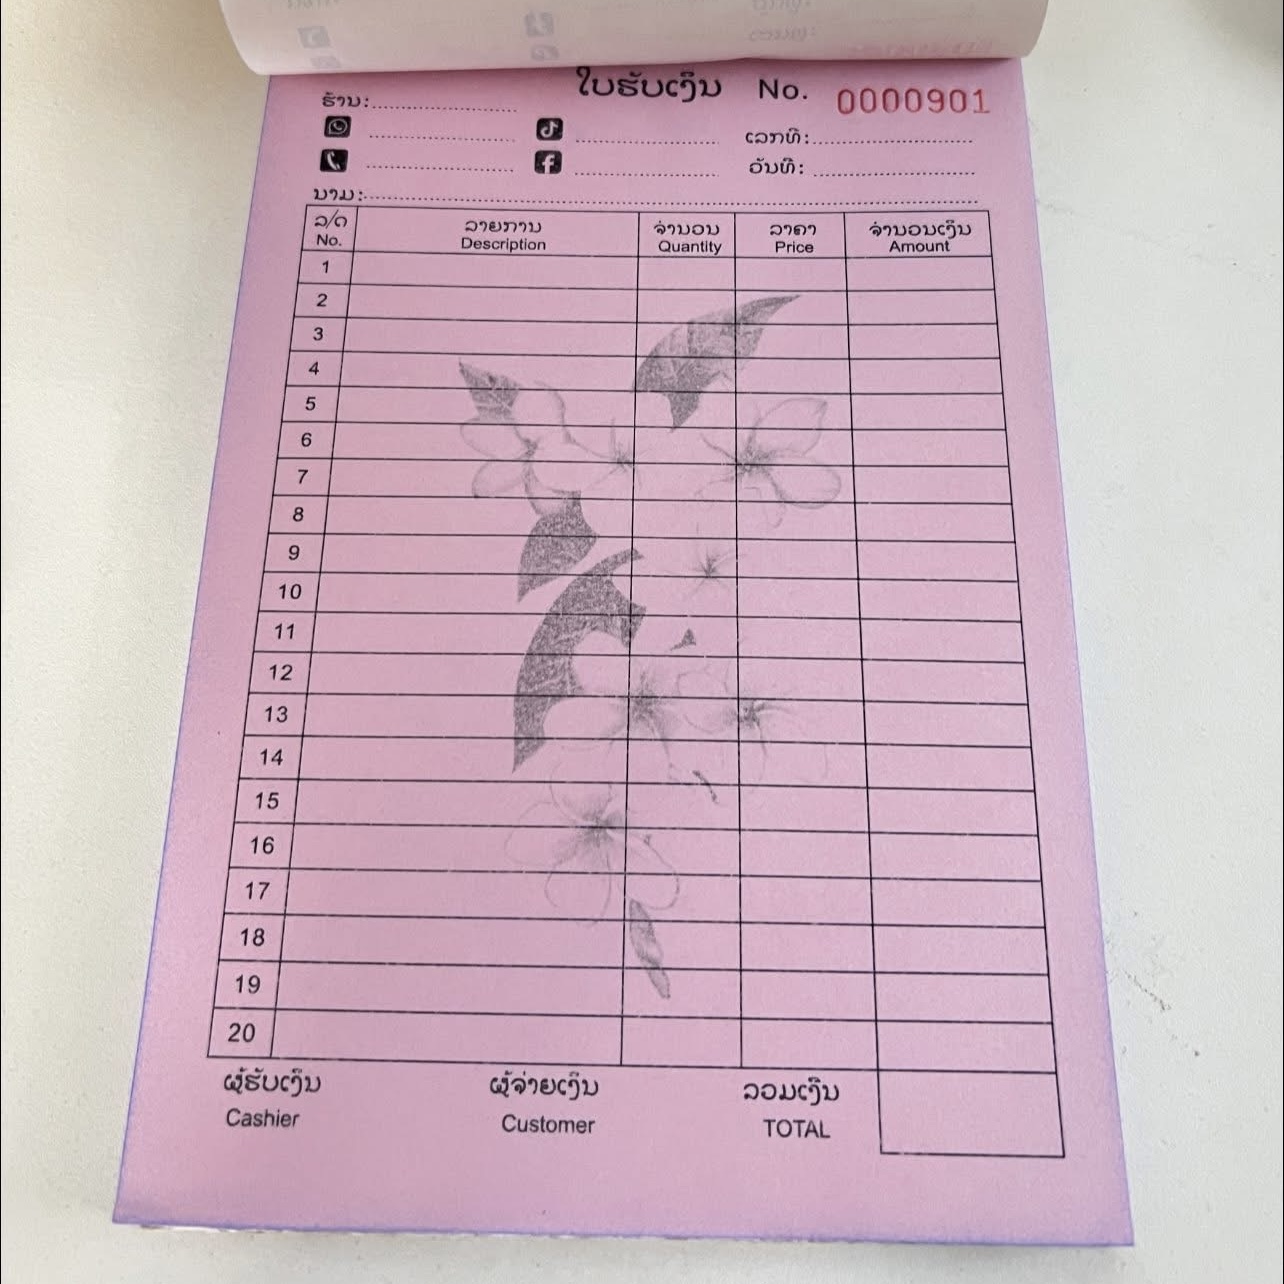 ໃບຮັບເງິນ No. 0000901
ຮ້ານ:
ເລກທີ:
ວັນທີ:
ນາມ:
ລ/ດ ລາຍການ ຈຳນວນ ລາຄາ ຈຳນວນເງິນ
No. Description Quantity Price Amount
1
2
3
4
5
6
7
8
9
10
11
12
13
14
15
16
17
18
19
20
ຜູ້ຮັບເງິນ ຜູ້ຈ່າຍເງິນ ລວມເງິນ
Cashier Customer TOTAL